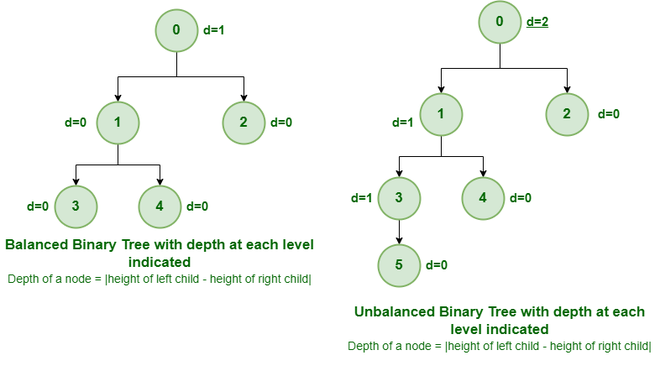 0 d=1
d=0 1 2 d=0
d=0 3 4 d=0
Balanced Binary Tree with depth at each level
indicated
Depth of a node = |height of left child - height of right child|
0 d=2
d=1 1 2 d=0
d=1 3 4 d=0
5 d=0
Unbalanced Binary Tree with depth at each
level indicated
Depth of a node = |height of left child - height of right child|